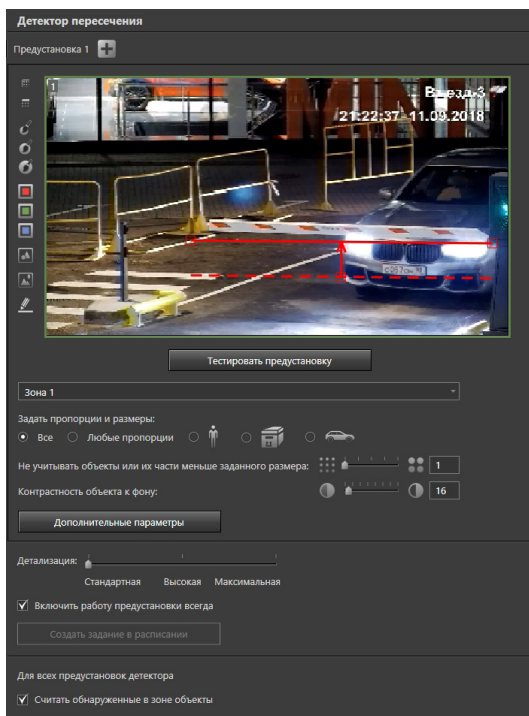 Детектор пересечения
Предустановка 1
1
Въезд-3
21:22:37 11.09.2018
Тестировать предустановку
Зона 1
Задать пропорции и размеры:
Все Любые пропорции
Не учитывать объекты или их части меньше заданного размера: 1
Контрастность объекта к фону: 16
Дополнительные параметры
Детализация:
Стандартная Высокая Максимальная
Включить работу предустановки всегда
Создать задание в расписании
Для всех предустановок детектора
Считать обнаруженные в зоне объекты